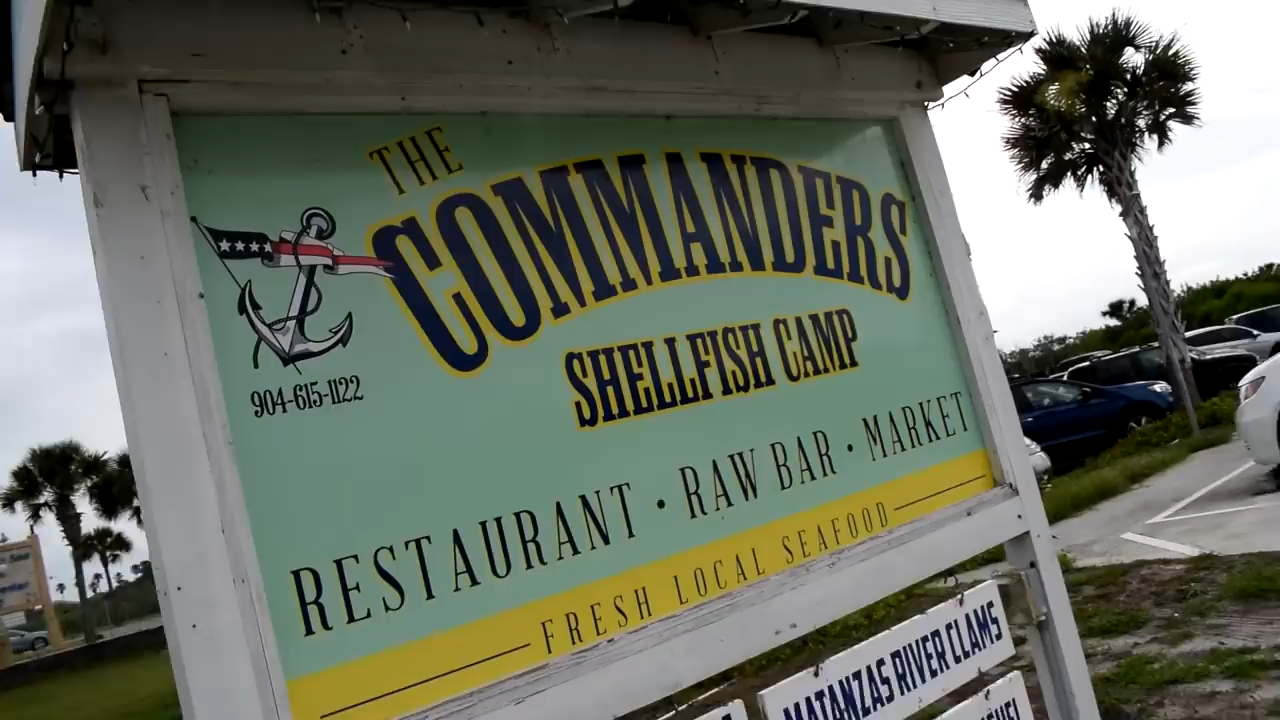 THE
COMMANDERS
SHELLFISH CAMP
904-615-1122
RESTAURANT • RAW BAR • MARKET
FRESH LOCAL SEAFOOD
MATANZAS RIVER CLAMS